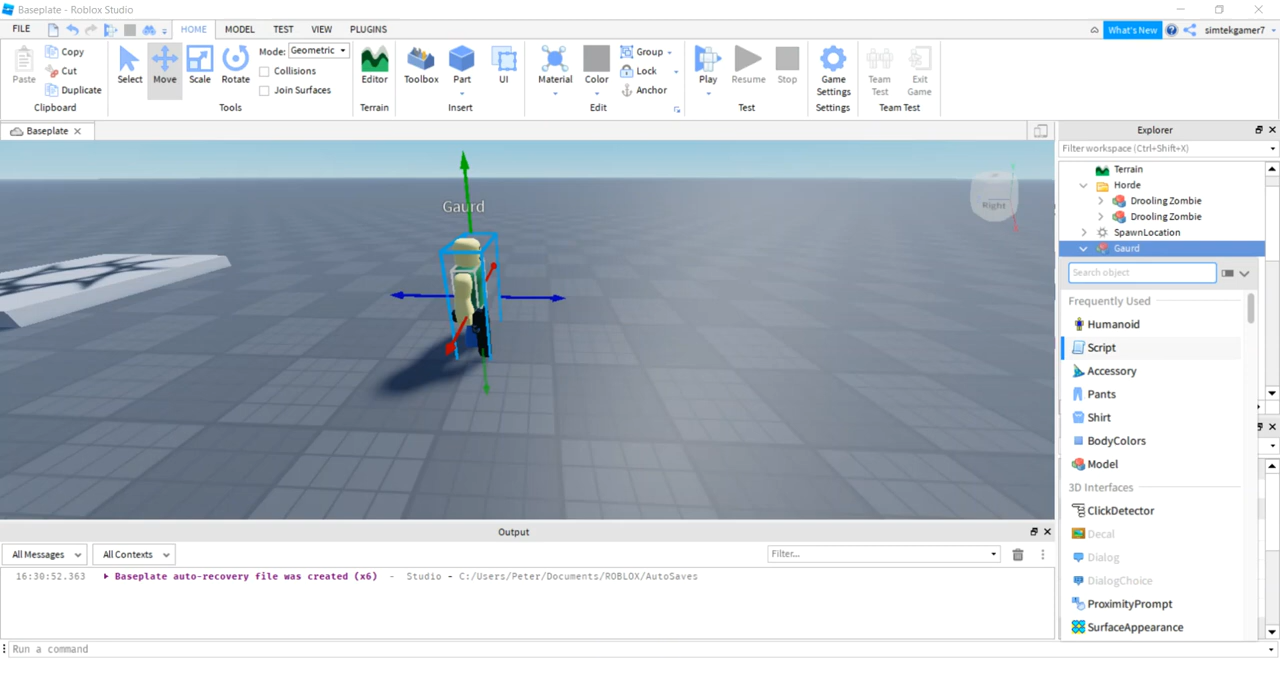 Baseplate - Roblox Studio
FILE HOME MODEL TEST VIEW PLUGINS What's New simtekgamer7
Paste Copy Cut Duplicate Clipboard
Select Move Scale Rotate Mode: Geometric Collisions Join Surfaces Tools
Editor Terrain
Toolbox Part UI Insert
Material Color Group Lock Anchor Edit
Play Resume Stop Test
Game Settings Settings
Team Test Exit Game Team Test
Baseplate
Gaurd
Right
Explorer
Filter workspace (Ctrl+Shift+X)
Terrain
Horde
Drooling Zombie
Drooling Zombie
SpawnLocation
Gaurd
Search object
Frequently Used
Humanoid
Script
Accessory
Pants
Shirt
BodyColors
Model
3D Interfaces
ClickDetector
Decal
Dialog
DialogChoice
ProximityPrompt
SurfaceAppearance
Output
All Messages All Contexts Filter...
16:30:52.363 Baseplate auto-recovery file was created (x6) - Studio - C:/Users/Peter/Documents/ROBLOX/AutoSaves
Run a command